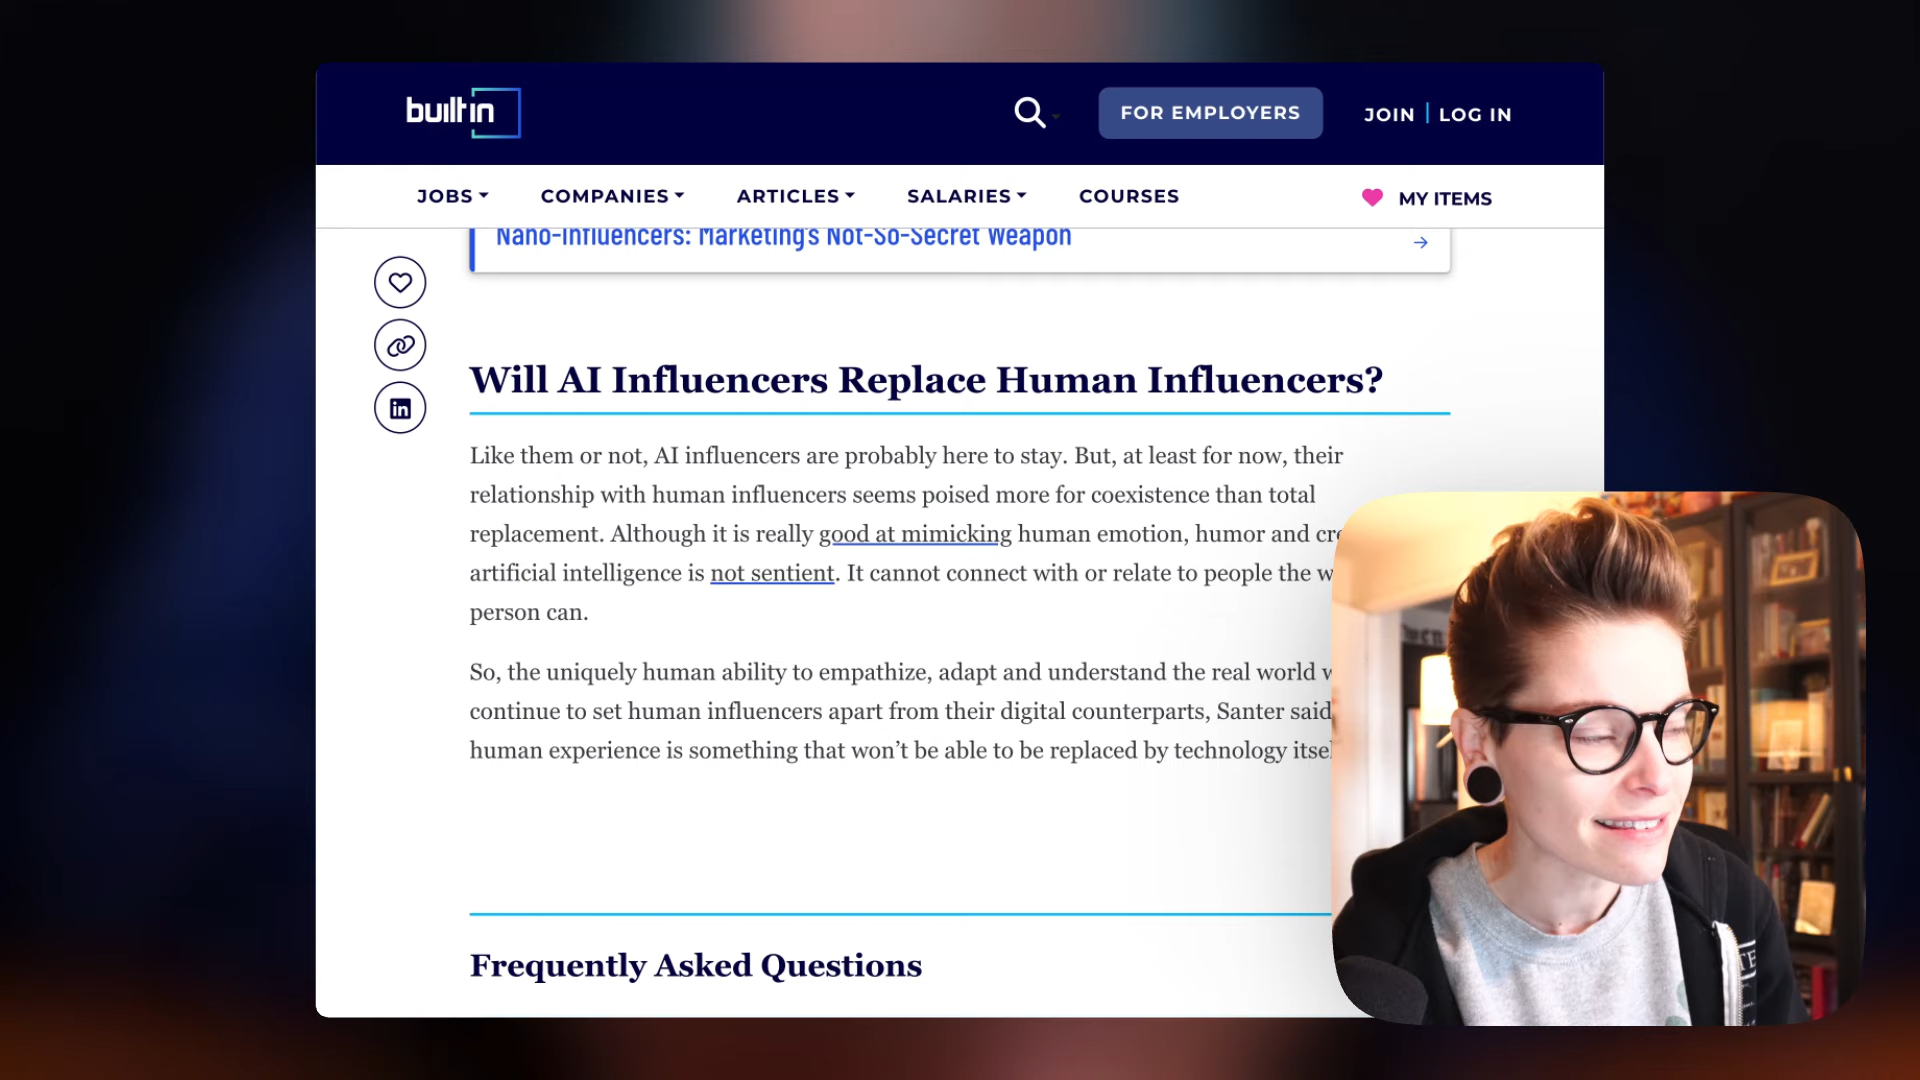 builtin
FOR EMPLOYERS
JOIN
LOG IN
JOBS
COMPANIES
ARTICLES
SALARIES
COURSES
MY ITEMS
Nano-Influencers: Marketing's Not-So-Secret Weapon
Will AI Influencers Replace Human Influencers?
Like them or not, AI influencers are probably here to stay. But, at least for now, their
relationship with human influencers seems poised more for coexistence than total
replacement. Although it is really good at mimicking human emotion, humor and
artificial intelligence is not sentient. It cannot connect with or relate to people the
person can.
So, the uniquely human ability to empathize, adapt and understand the real world
continue to set human influencers apart from their digital counterparts, Santer said
human experience is something that won't be able to be replaced by technology
Frequently Asked Questions